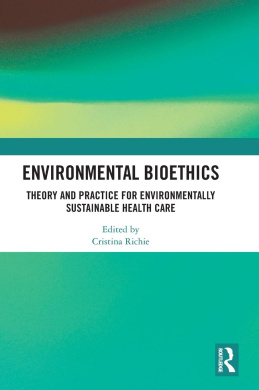 ENVIRONMENTAL BIOETHICS
THEORY AND PRACTICE FOR ENVIRONMENTALLY
SUSTAINABLE HEALTH CARE
Edited by
Cristina Richie
ROUTLEDGE